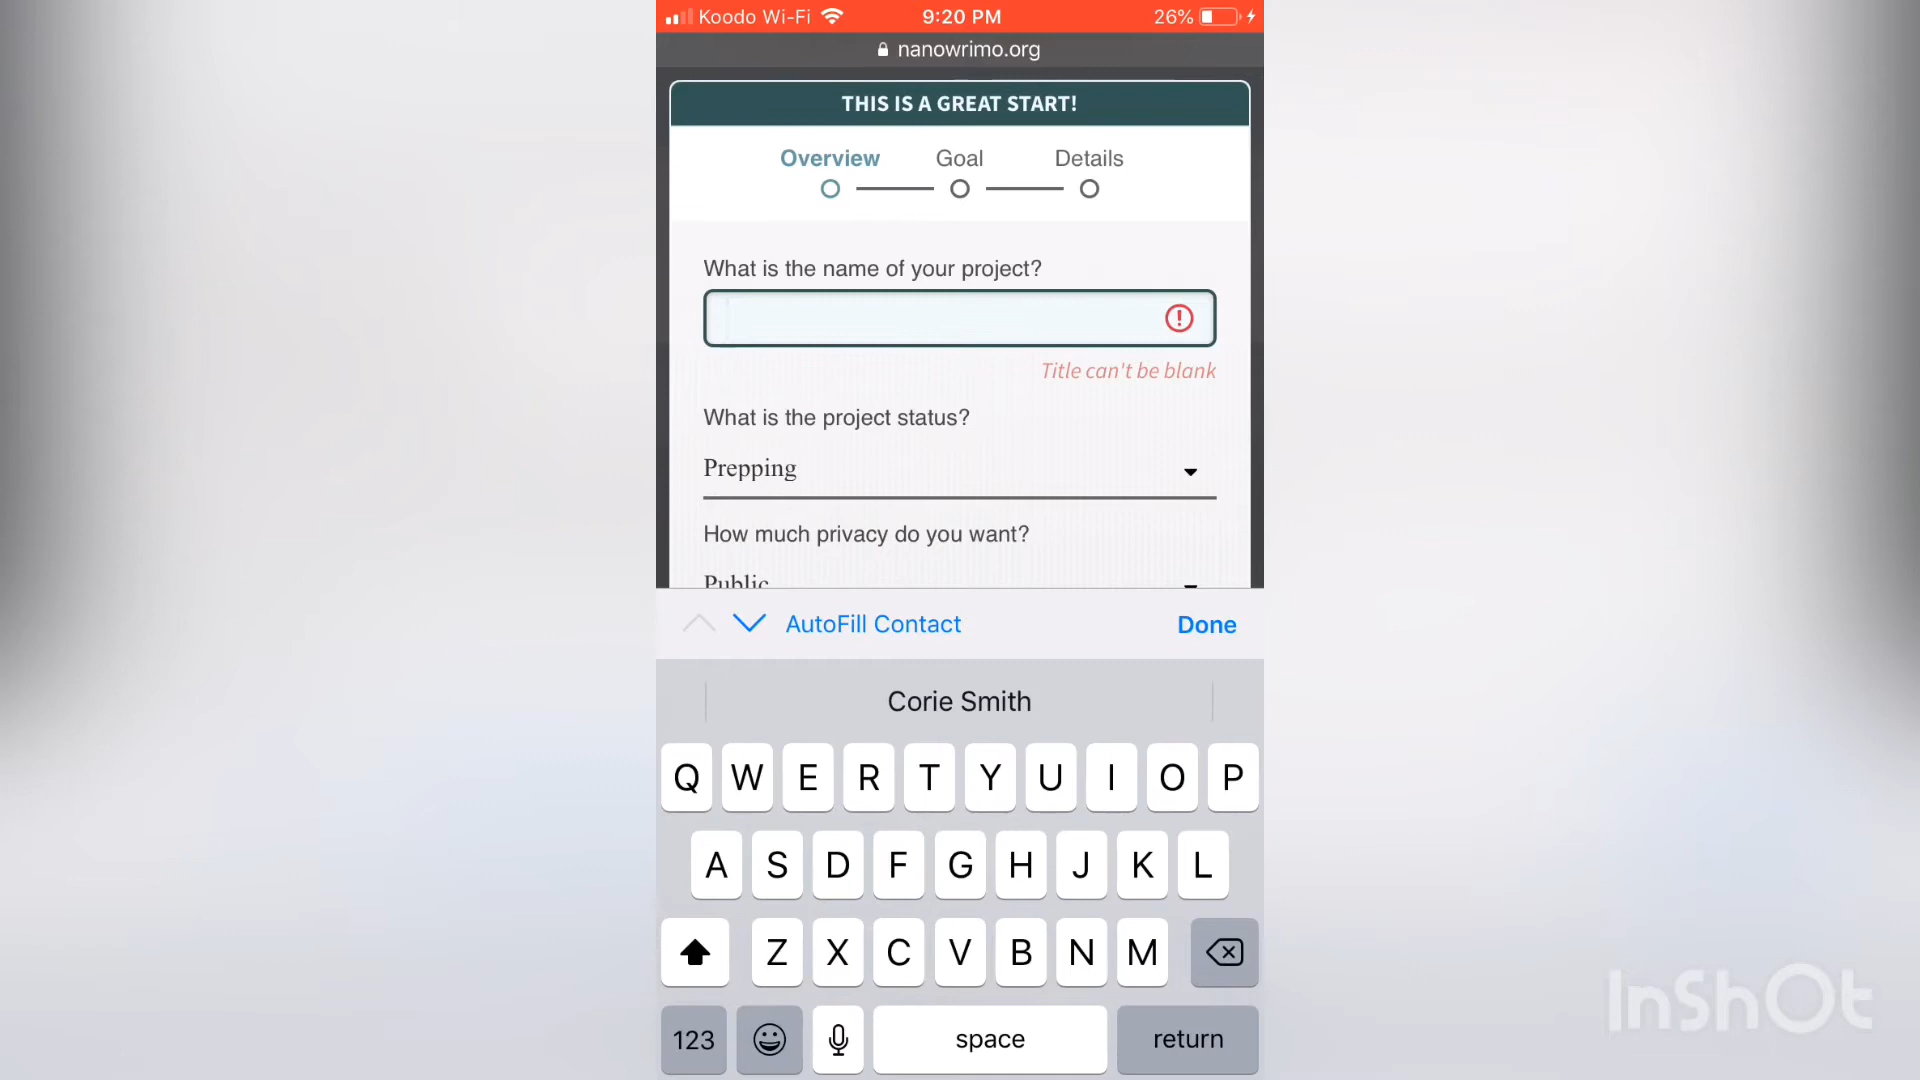 Koodo Wi-Fi 9:20 PM 26%
nanowrimo.org
THIS IS A GREAT START!
Overview Goal Details
What is the name of your project?
Title can't be blank
What is the project status?
Prepping
How much privacy do you want?
Public
AutoFill Contact Done
Corie Smith
Q W E R T Y U I O P
A S D F G H J K L
Z X C V B N M
123 space return
InShOt